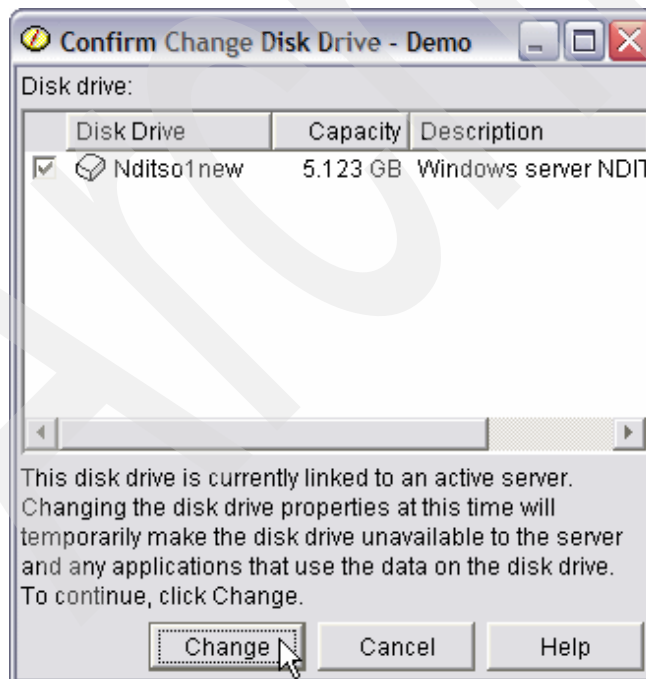 Confirm Change Disk Drive - Demo
Disk drive:
Disk Drive Capacity Description
Nditso1new 5.123 GB Windows server NDIT
This disk drive is currently linked to an active server.
Changing the disk drive properties at this time will
temporarily make the disk drive unavailable to the server
and any applications that use the data on the disk drive.
To continue, click Change.
Change Cancel Help